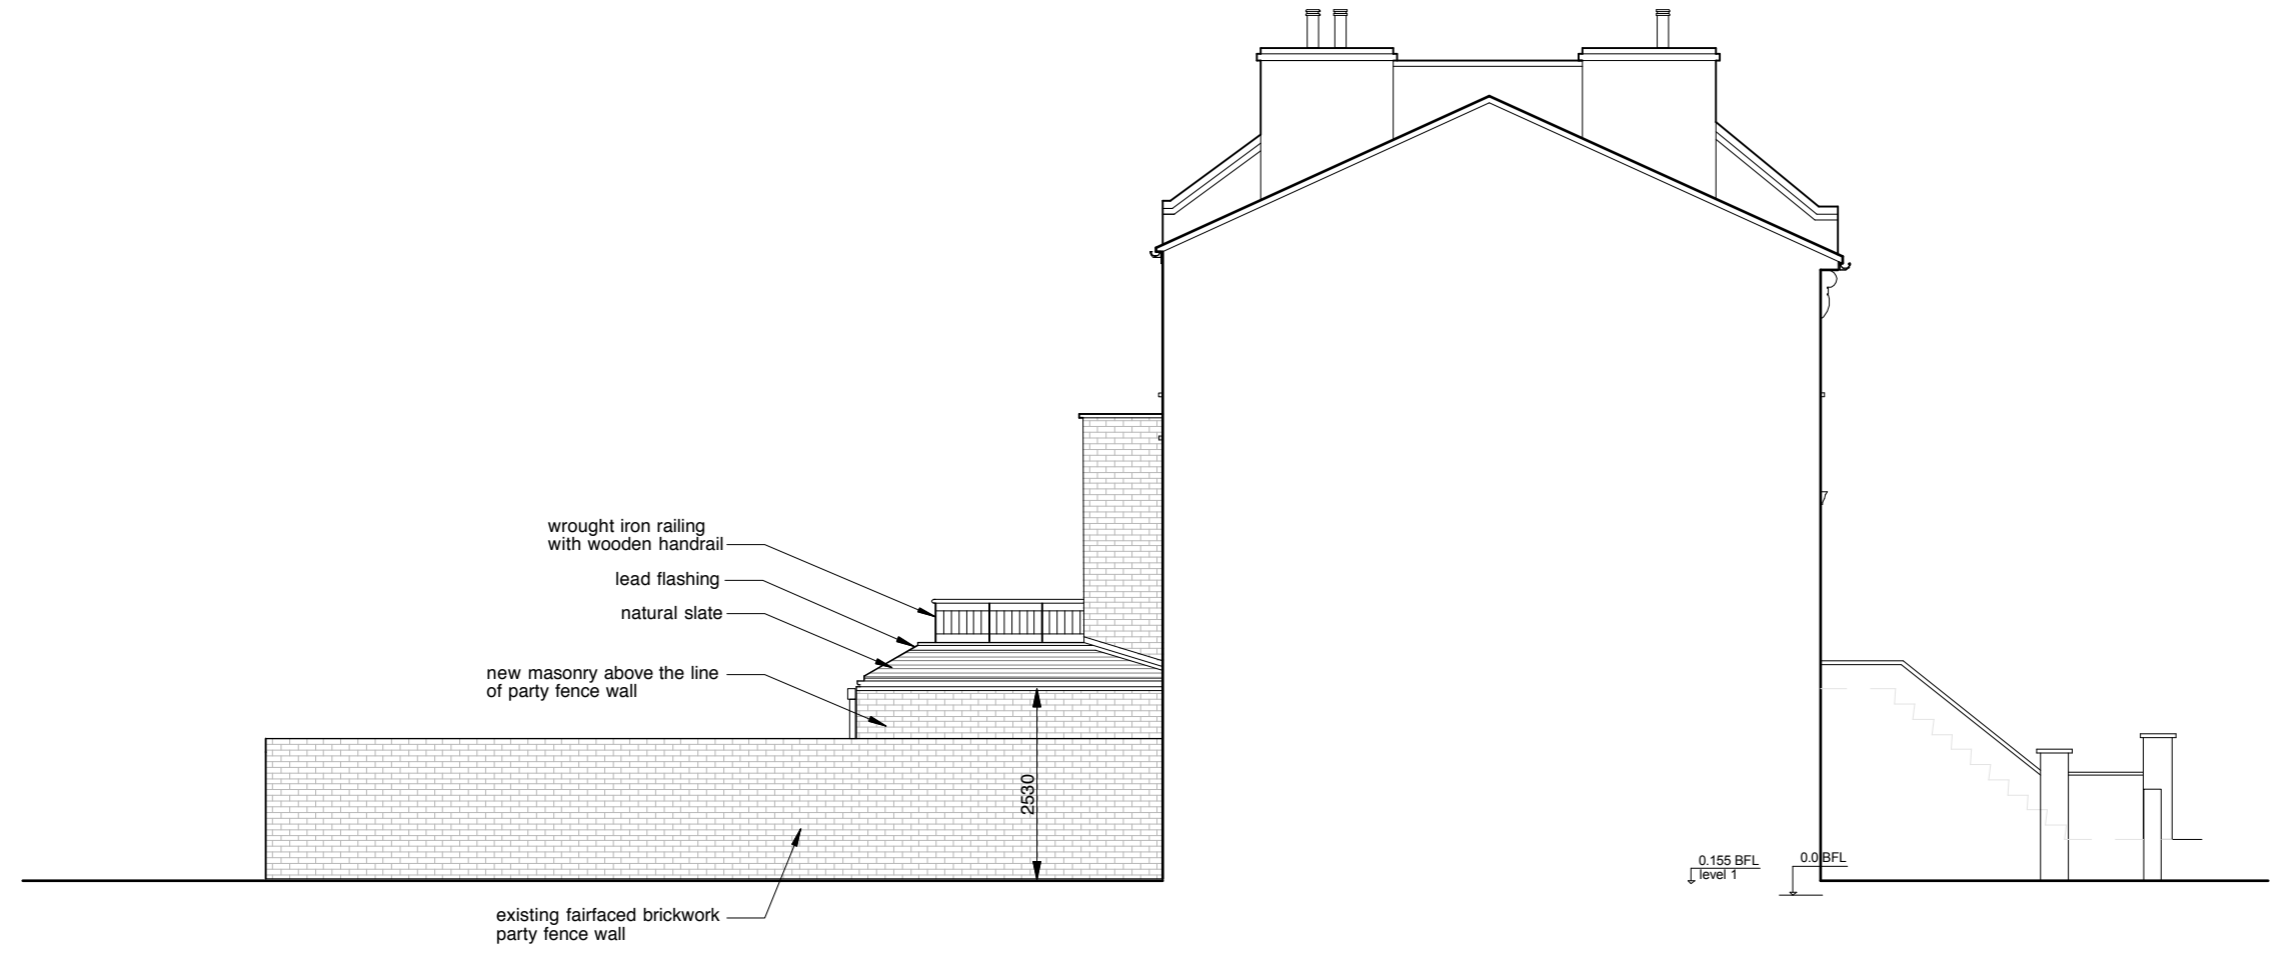 wrought iron railing
with wooden handrail
lead flashing
natural slate
new masonry above the line
of party fence wall
2530
0.155 BFL
level 1
0.0 BFL
existing fairfaced brickwork
party fence wall